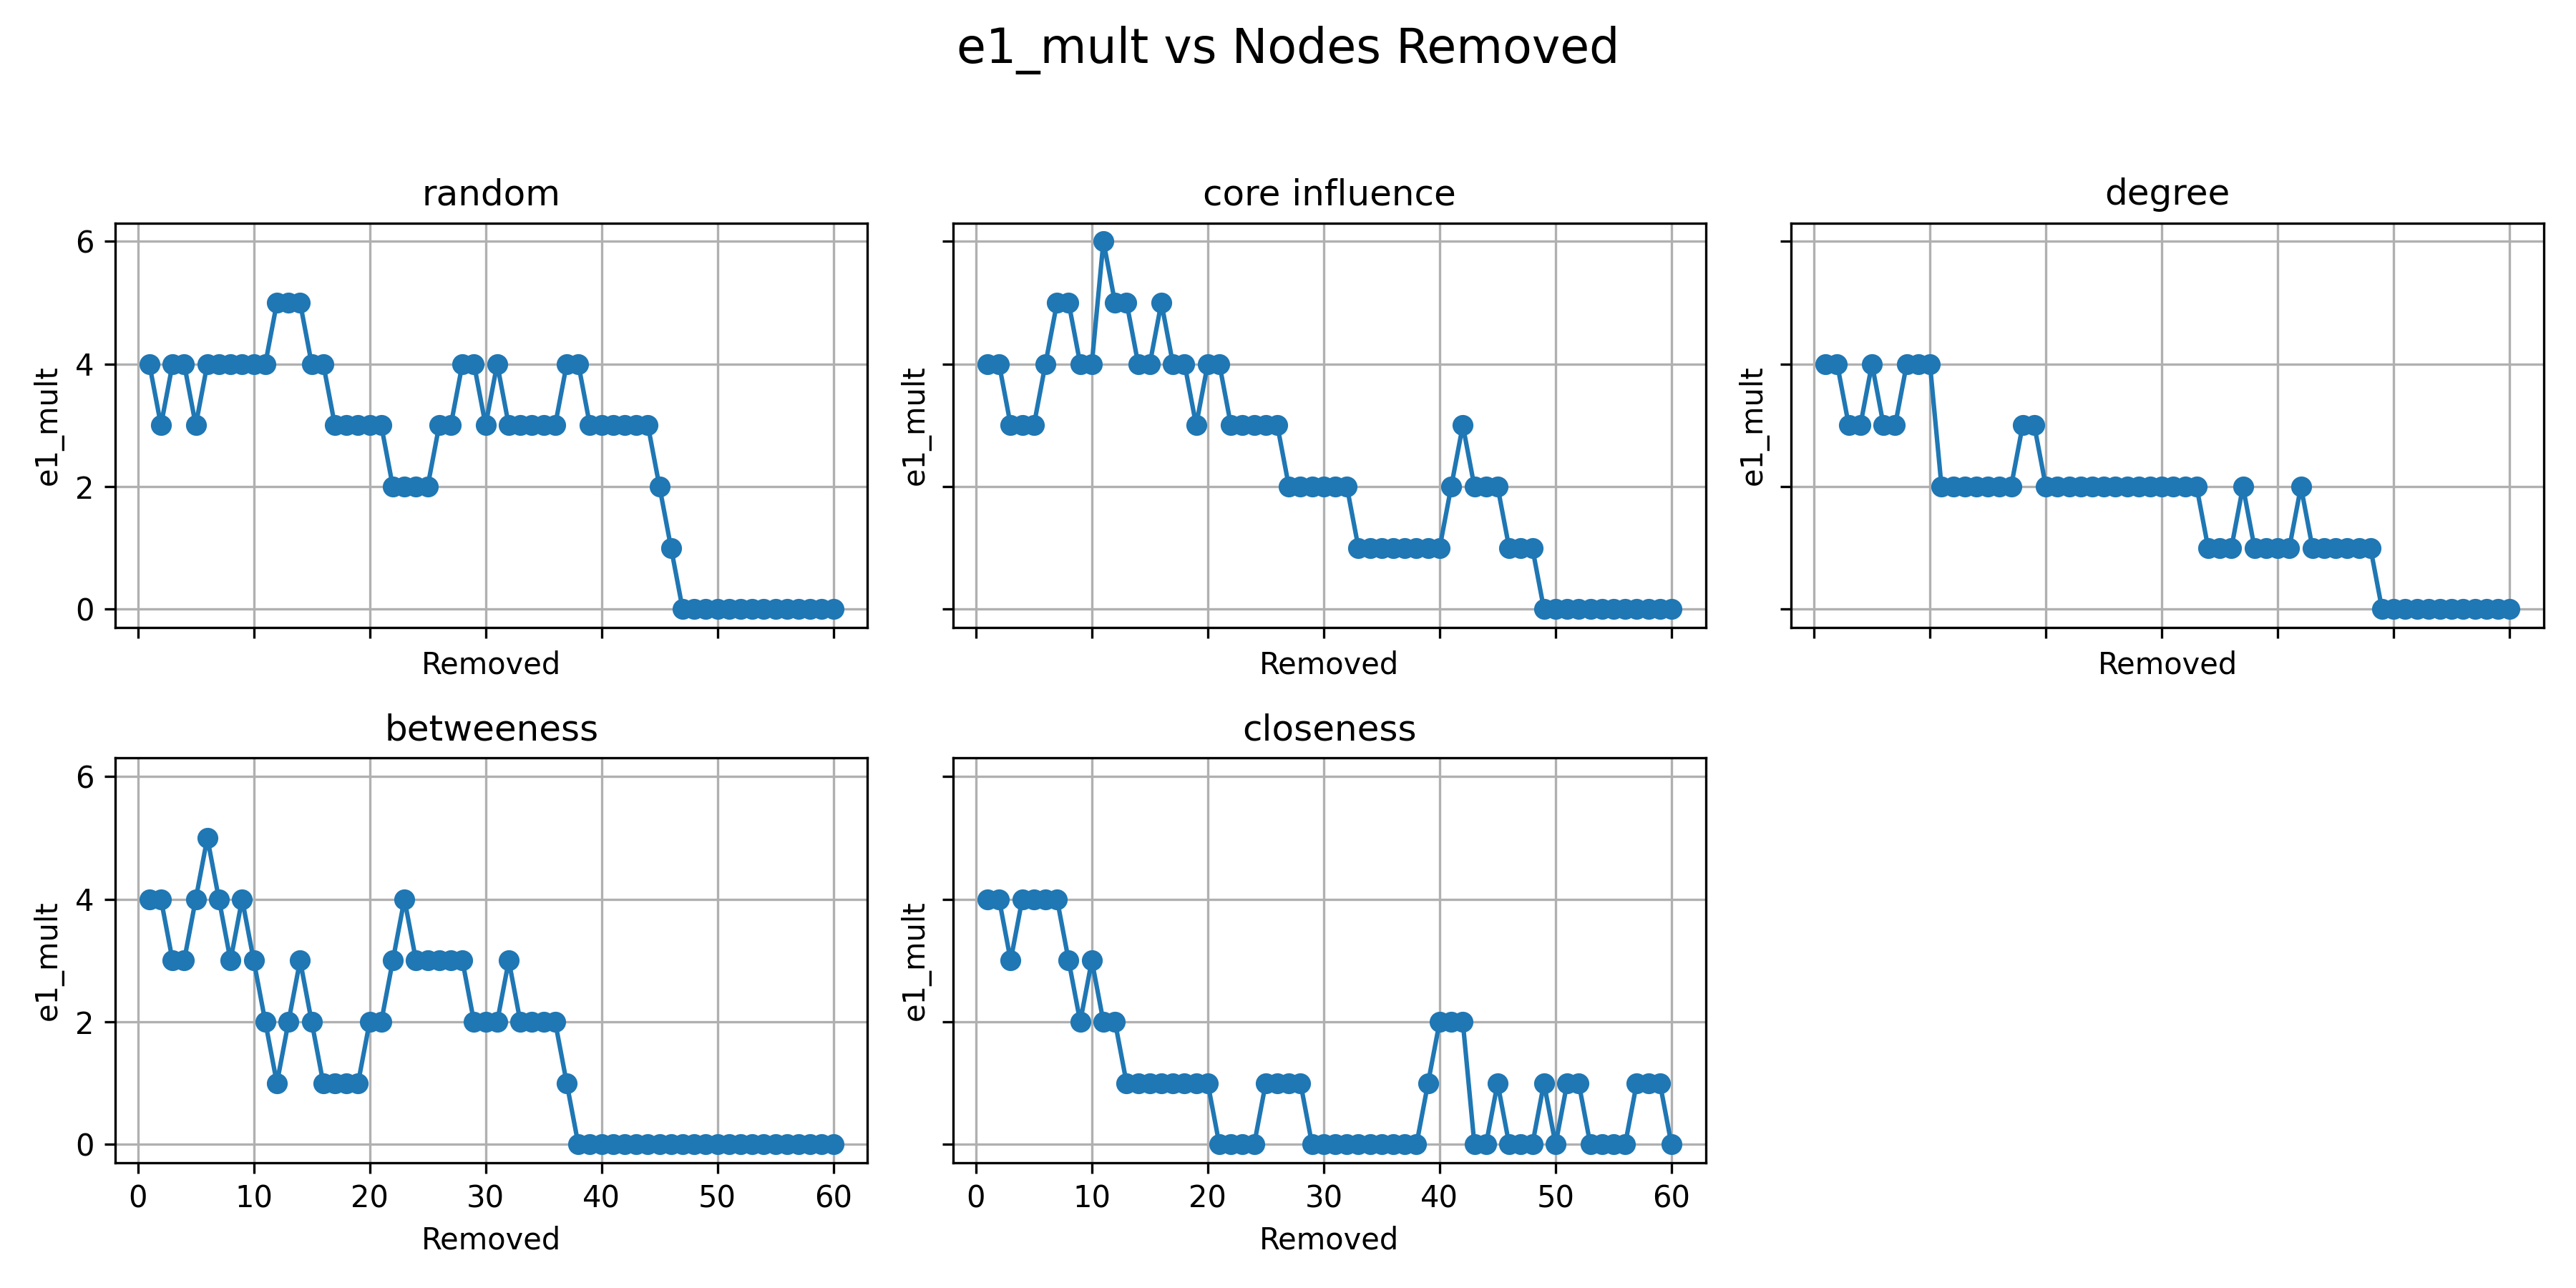 e1_mult vs Nodes Removed
random
core influence
degree
e1_mult
6
4
2
0
Removed
e1_mult
Removed
e1_mult
Removed
betweeness
closeness
e1_mult
6
4
2
0
0 10 20 30 40 50 60
Removed
e1_mult
0 10 20 30 40 50 60
Removed